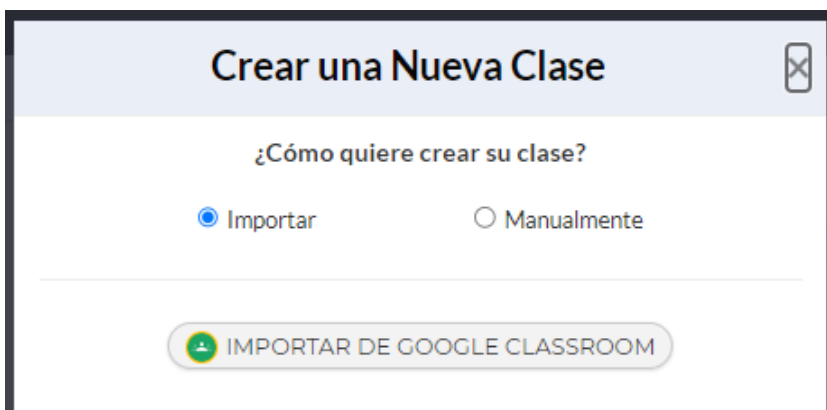 Crear una Nueva Clase
¿Cómo quiere crear su clase?
Importar Manualmente
IMPORTAR DE GOOGLE CLASSROOM